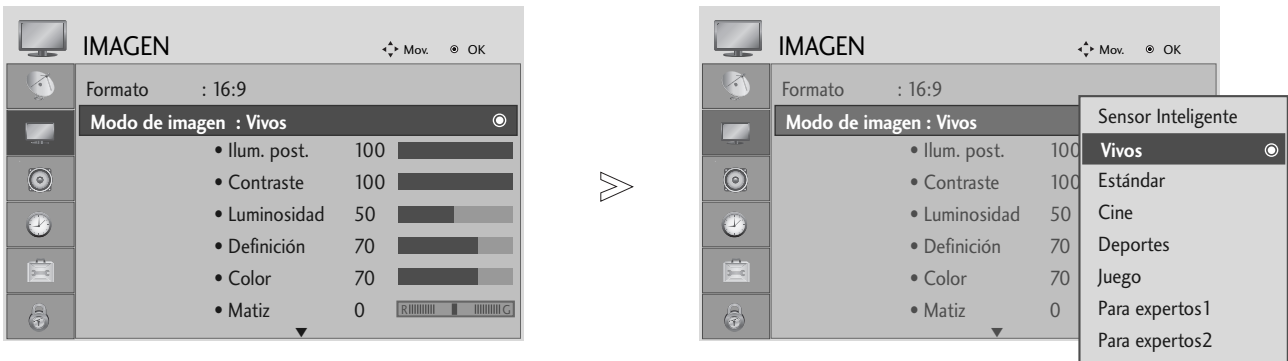 IMAGEN
Mov. OK
Formato : 16:9
Modo de imagen : Vivos
• Ilum. post. 100
• Contraste 100
• Luminosidad 50
• Definición 70
• Color 70
• Matiz 0 R G
IMAGEN
Mov. OK
Formato : 16:9
Modo de imagen : Vivos
• Ilum. post. 100
• Contraste 100
• Luminosidad 50
• Definición 70
• Color 70
• Matiz 0
Sensor Inteligente
Vivos
Estándar
Cine
Deportes
Juego
Para expertos1
Para expertos2